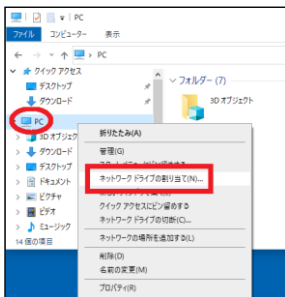 PC
ファイル コンピューター 表示
PC
クイック アクセス
デスクトップ
ダウンロード
PC
3D オブジェクト
ダウンロード
デスクトップ
ドキュメント
ピクチャ
ビデオ
ミュージック
14 個の項目
フォルダー (7)
3D オブジェクト
折りたたみ(A)
管理(G)
ネットワーク ドライブの割り当て(N)...
クイック アクセスにピン留めする
ネットワーク ドライブの切断(C)...
ネットワークの場所を追加する(L)
削除(D)
名前の変更(M)
プロパティ(R)